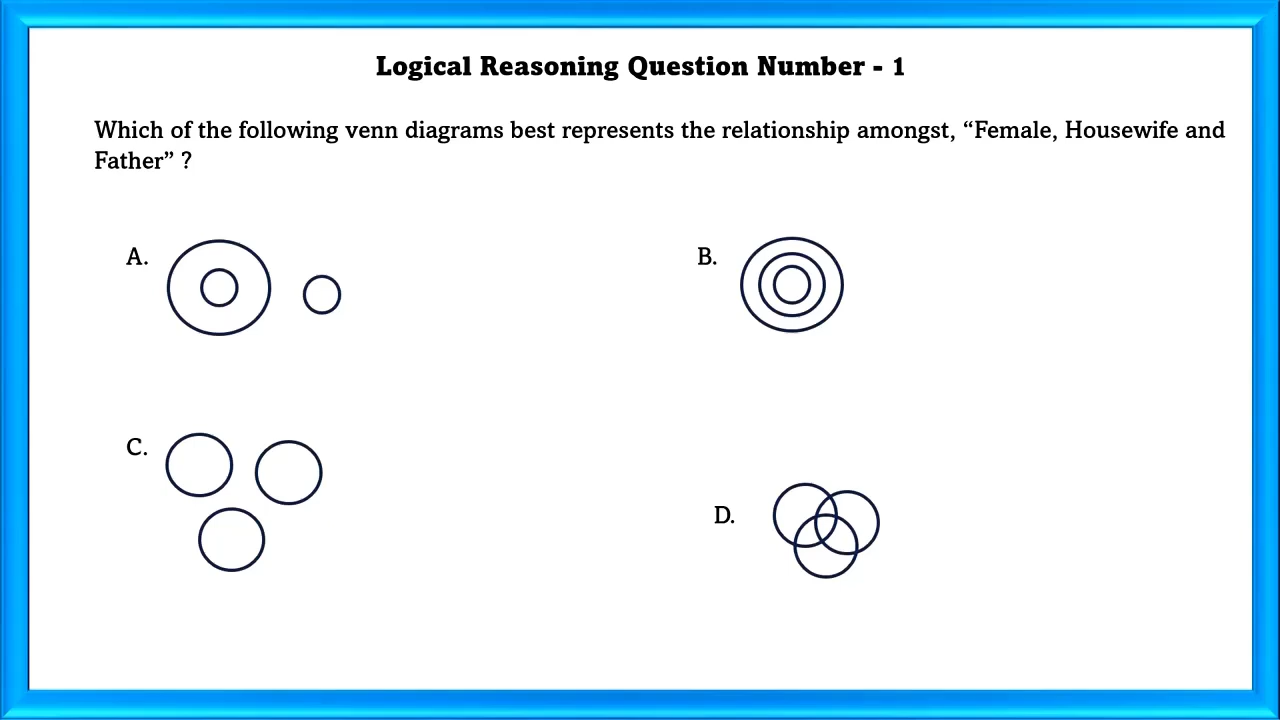 Logical Reasoning Question Number - 1
Which of the following venn diagrams best represents the relationship amongst, “Female, Housewife and
Father” ?
A.
B.
C.
D.